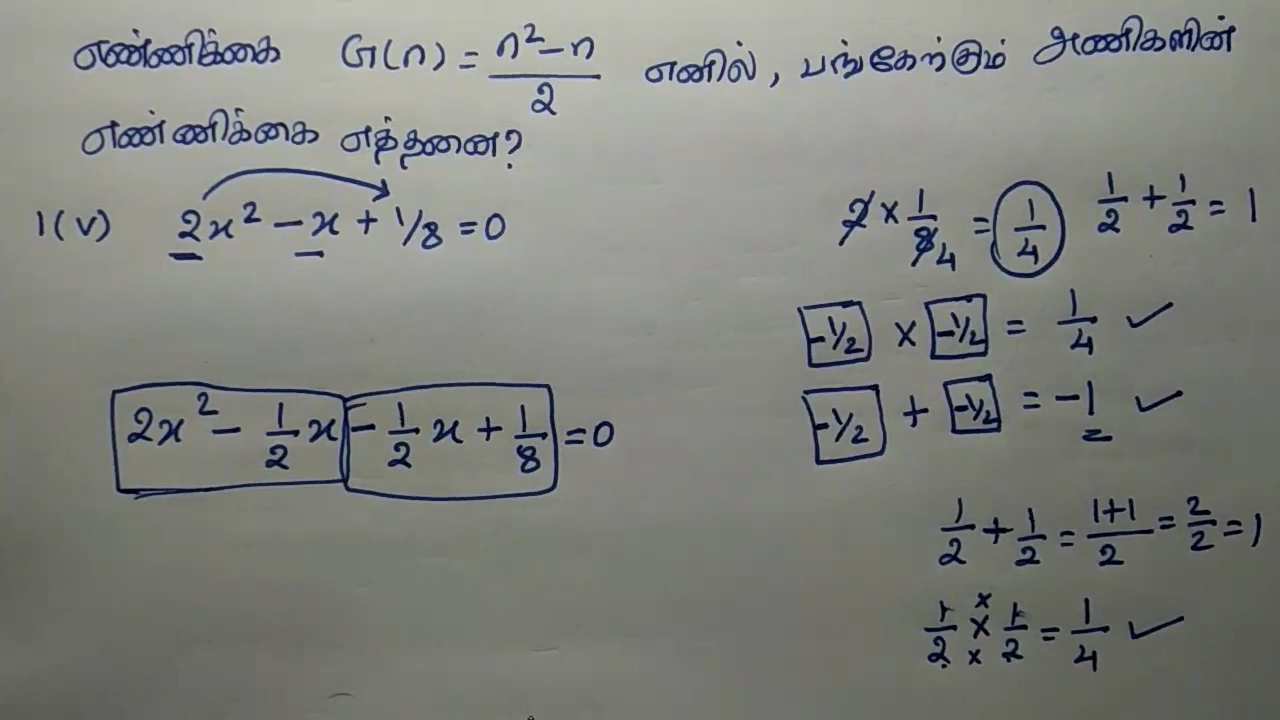 எண்ணிக்கை G(n) = n²-n / 2 எனில், பங்கேற்கும் அணிகளின்
எண்ணிக்கை எத்தனை?
1(v) 2x² - x + 1/8 = 0
2 × 1/8 4 = 1/4 1/2 + 1/2 = 1
-1/2 × -1/2 = 1/4 ✓
-1/2 + -1/2 = -1 ✓
2x² - 1/2 x - 1/2 x + 1/8 = 0
1/2 + 1/2 = 1+1/2 = 2/2 = 1
1/2 × 1/2 = 1/4 ✓